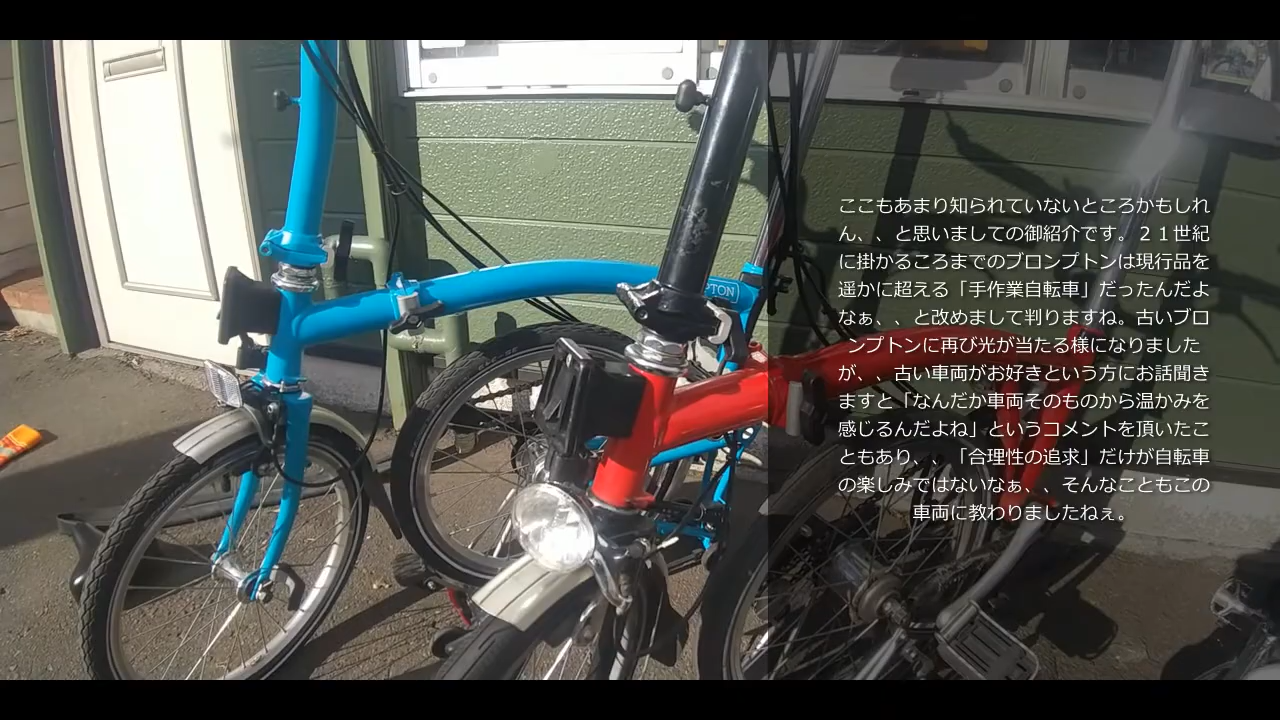 ここもあまり知られていないところかもしれ
ん、、と思いましての御紹介です。２１世紀
に掛かるころまでのブロンプトンは現行品を
遥かに超える「手作業自転車」だったんだよ
なぁ、、と改めまして判りますね。古いブロ
ンプトンに再び光が当たる様になりました
が、、古い車両がお好きという方にお話聞き
ますと「なんだか車両そのものから温かみを
感じるんだよね」というコメントを頂いたこ
ともあり、、「合理性の追求」だけが自転車
の楽しみではないなぁ、、そんなこともこの
車両に教わりましたねぇ。
PTON